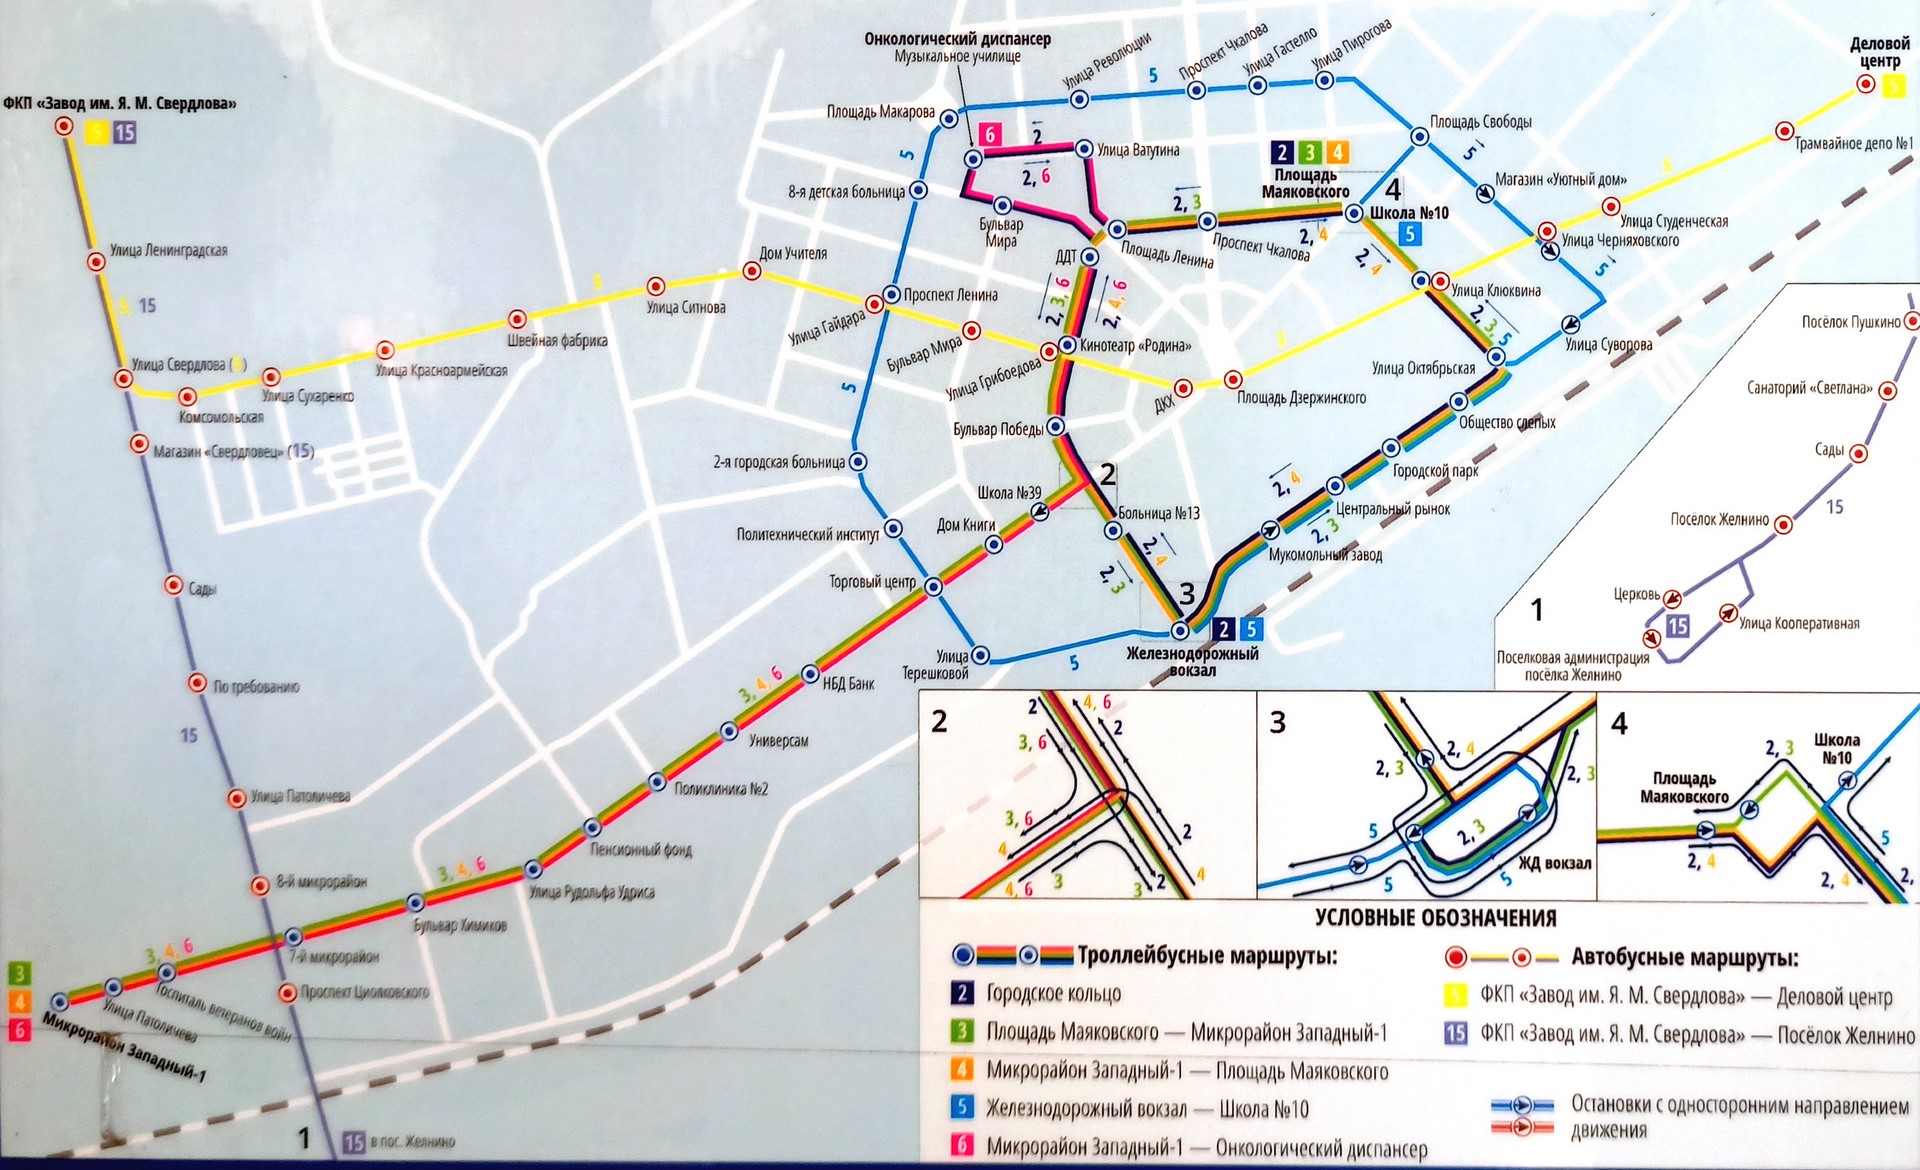 ФКП «Завод им. Я. М. Свердлова»
5 15
Улица Ленинградская
5, 15
Улица Свердлова (5)
Комсомольская
Улица Сухаренко
Улица Красноармейская
Швейная фабрика
5
Улица Ситнова
Дом Учителя
Улица Гайдара
Бульвар Мира
Улица Грибоедова
ДКХ
Площадь Дзержинского
5
Улица Клюквина
Улица Черняховского
Улица Студенческая
5
Трамвайное депо №1
Деловой
центр
5
Магазин «Свердловец» (15)
Сады
По требованию
15
Улица Патоличева
8-й микрорайон
7-й микрорайон
Проспект Циолковского
1
15 в пос. Желнино
Онкологический диспансер
Музыкальное училище
Площадь Макарова
Улица Революции
5
Проспект Чкалова
Улица Гастелло
Улица Пирогова
Площадь Свободы
5
Магазин «Уютный дом»
5
Улица Суворова
5
8-я детская больница
Проспект Ленина
5
2-я городская больница
Политехнический институт
Торговый центр
Улица
Терешковой
5
6
2
2, 6
Улица Ватутина
Бульвар
Мира
ДДТ
Площадь Ленина
2, 3
Проспект Чкалова
2, 4
2 3 4
Площадь
Маяковского
4
Школа №10
5
2, 4
2, 3, 5
Улица Октябрьская
Общество слепых
Городской парк
Центральный рынок
2, 4
2, 3
Мукомольный завод
2, 3, 6
2, 4, 6
Кинотеатр «Родина»
Бульвар Победы
2
Больница №13
2, 4
2, 3
3
2 5
Железнодорожный
вокзал
Школа №39
Дом Книги
НБД Банк
3, 4, 6
Универсам
Поликлиника №2
Пенсионный фонд
Улица Рудольфа Удриса
3, 4, 6
Бульвар Химиков
3, 4, 6
Госпиталь ветеранов войн
Улица Патоличева
Микрорайон Западный-1
3
4
6
Посёлок Пушкино
Санаторий «Светлана»
Сады
15
Посёлок Желнино
Церковь
15
Улица Кооперативная
Поселковая администрация
посёлка Желнино
1
2
2
4, 6
2
3, 6
3, 6
4
4, 6
3
3
2
2
4
3
2, 4
2, 3
2, 3
5
2, 3
5
5
ЖД вокзал
4
Школа
№10
2, 3
Площадь
Маяковского
2, 4
5
2, 4
2,
УСЛОВНЫЕ ОБОЗНАЧЕНИЯ
Троллейбусные маршруты:
2 Городское кольцо
3 Площадь Маяковского — Микрорайон Западный-1
4 Микрорайон Западный-1 — Площадь Маяковского
5 Железнодорожный вокзал — Школа №10
6 Микрорайон Западный-1 — Онкологический диспансер
Автобусные маршруты:
5 ФКП «Завод им. Я. М. Свердлова» — Деловой центр
15 ФКП «Завод им. Я. М. Свердлова» — Посёлок Желнино
Остановки с односторонним направлением
движения